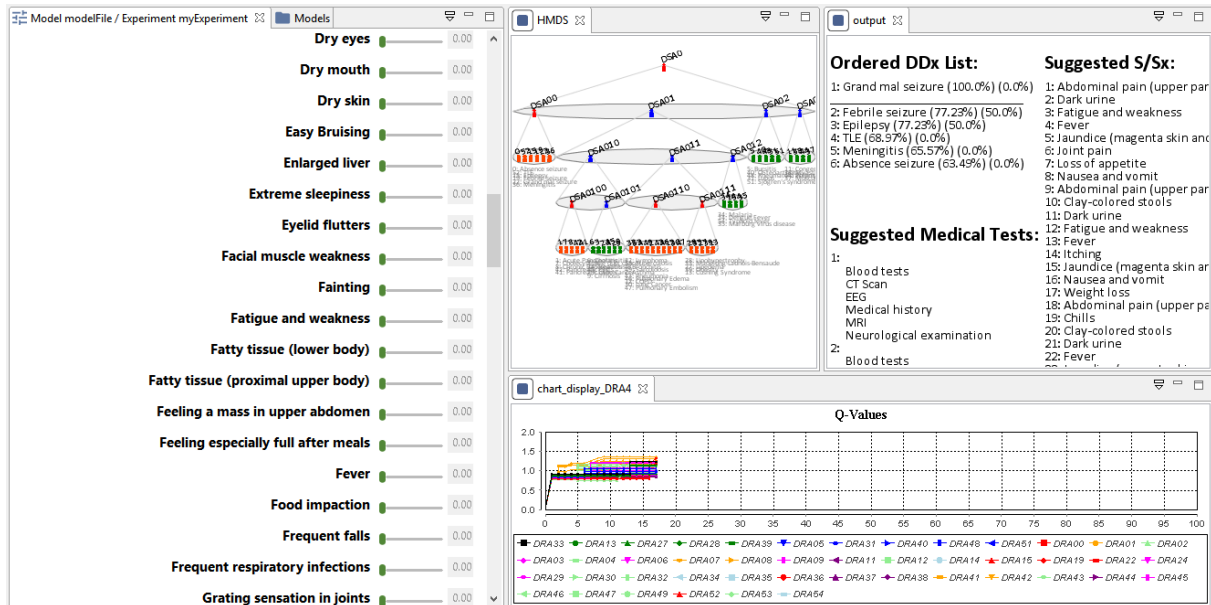 Model modelFile / Experiment myExperiment
Models
Dry eyes 0.00
Dry mouth 0.00
Dry skin 0.00
Easy Bruising 0.00
Enlarged liver 0.00
Extreme sleepiness 0.00
Eyelid flutters 0.00
Facial muscle weakness 0.00
Fainting 0.00
Fatigue and weakness 0.00
Fatty tissue (lower body) 0.00
Fatty tissue (proximal upper body) 0.00
Feeling a mass in upper abdomen 0.00
Feeling especially full after meals 0.00
Fever 0.00
Food impaction 0.00
Frequent falls 0.00
Frequent respiratory infections 0.00
Grating sensation in joints 0.00
HMDS
DSA0
DSA00
DSA01
DSA02
DSA010
DSA011
DSA012
DSA0100
DSA0101
DSA0110
DSA0111
output
Ordered DDx List:
1: Grand mal seizure (100.0%) (0.0%)
2: Febrile seizure (77.23%) (50.0%)
3: Epilepsy (77.23%) (50.0%)
4: TLE (68.97%) (0.0%)
5: Meningitis (65.57%) (0.0%)
6: Absence seizure (63.49%) (0.0%)
Suggested Medical Tests:
1:
Blood tests
CT Scan
EEG
Medical history
MRI
Neurological examination
2:
Blood tests
Suggested S/Sx:
1: Abdominal pain (upper par
2: Dark urine
3: Fatigue and weakness
4: Fever
5: Jaundice (magenta skin and
6: Joint pain
7: Loss of appetite
8: Nausea and vomit
9: Abdominal pain (upper par
10: Clay-colored stools
11: Dark urine
12: Fatigue and weakness
13: Fever
14: Itching
15: Jaundice (magenta skin ar
16: Nausea and vomit
17: Weight loss
18: Abdominal pain (upper pa
19: Chills
20: Clay-colored stools
21: Dark urine
22: Fever
chart_display_DRA4
Q-Values
2.0
1.5
1.0
0.5
0.0
0 5 10 15 20 25 30 35 40 45 50 55 60 65 70 75 80 85 90 95 100
DRA33 DRA13 DRA27 DRA28 DRA39 DRA05 DRA31 DRA40 DRA48 DRA51 DRA00 DRA01 DRA02
DRA03 DRA04 DRA06 DRA07 DRA08 DRA09 DRA11 DRA12 DRA14 DRA15 DRA19 DRA22 DRA24
DRA29 DRA30 DRA32 DRA34 DRA35 DRA36 DRA37 DRA38 DRA41 DRA42 DRA43 DRA44 DRA45
DRA46 DRA47 DRA49 DRA52 DRA53 DRA54